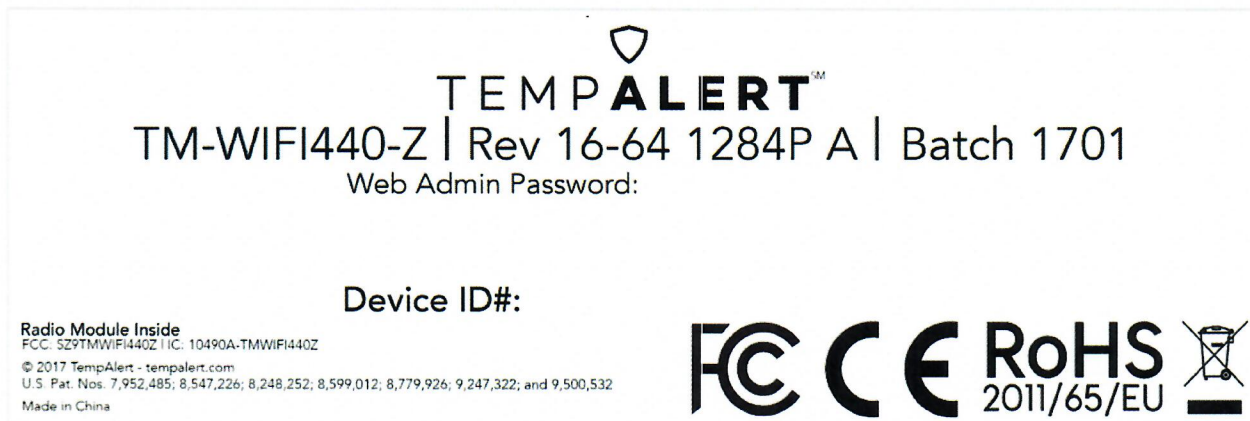 TEMPALERT℠
TM-WIFI440-Z | Rev 16-64 1284P A | Batch 1701
Web Admin Password:
Device ID#:
Radio Module Inside
FCC: SZ9TMWIFI440Z | IC: 10490A-TMWIFI440Z
© 2017 TempAlert - tempalert.com
U.S. Pat. Nos. 7,952,485; 8,547,226; 8,248,252; 8,599,012; 8,779,926; 9,247,322; and 9,500,532
Made in China
FC CE RoHS
2011/65/EU